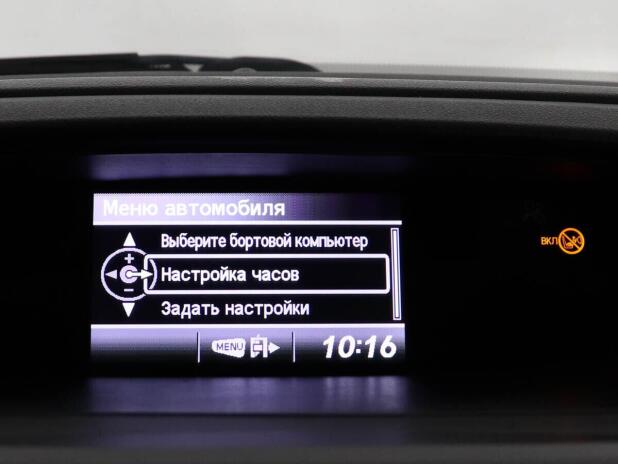 Меню автомобиля
Выберите бортовой компьютер
Настройка часов
Задать настройки
MENU 10:16
ВКЛ